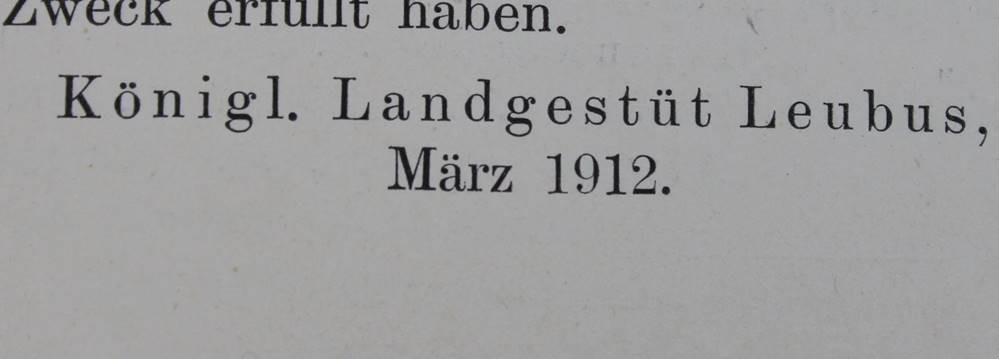 Zweck erfüllt haben.
Königl. Landgestüt Leubus,
März 1912.